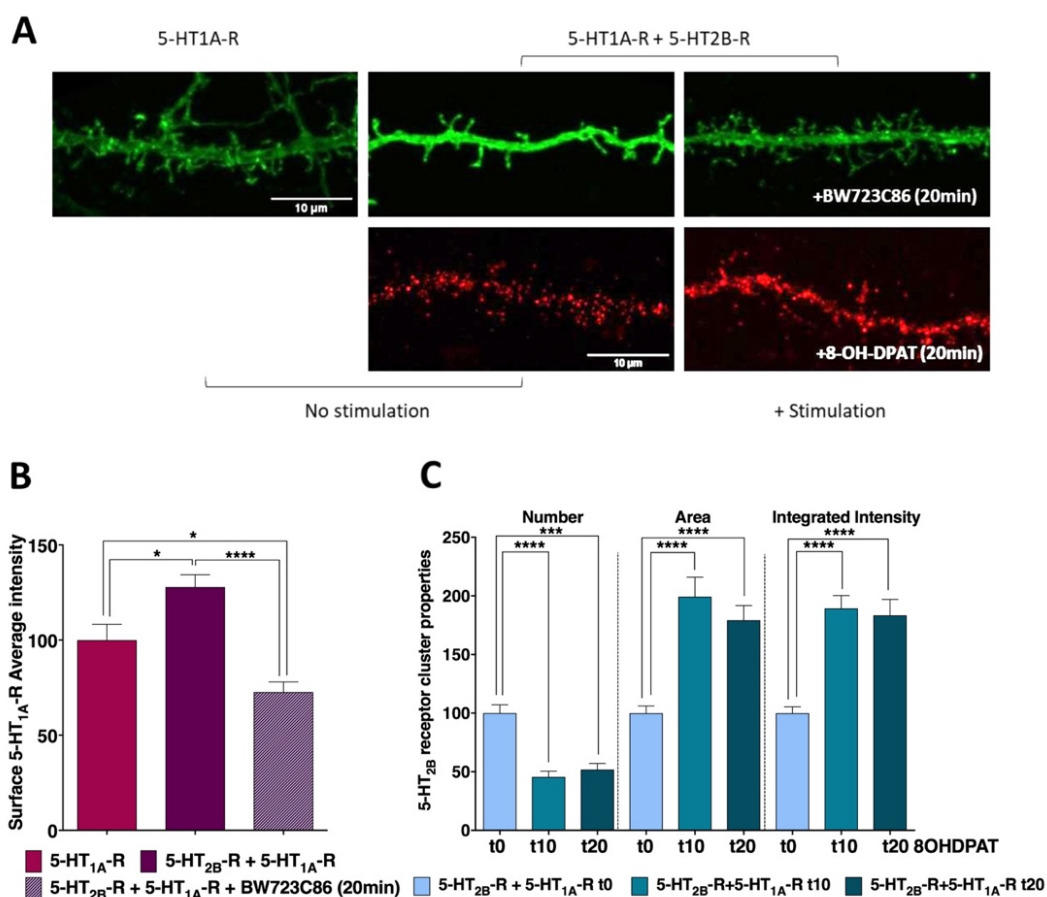 A
5-HT1A-R
5-HT1A-R + 5-HT2B-R
10 µm
+BW723C86 (20min)
10 µm
+8-OH-DPAT (20min)
No stimulation
+ Stimulation
B
Surface 5-HT1A-R Average intensity
150
100
50
0
*
*
****
5-HT1A-R
5-HT2B-R + 5-HT1A-R
5-HT2B-R + 5-HT1A-R + BW723C86 (20min)
C
5-HT2B receptor cluster properties
Number
Area
Integrated Intensity
250
200
150
100
50
0
***
****
****
****
****
****
t0 t10 t20 t0 t10 t20 t0 t10 t20 8OHDPAT
5-HT2B-R + 5-HT1A-R t0
5-HT2B-R+5-HT1A-R t10
5-HT2B-R+5-HT1A-R t20